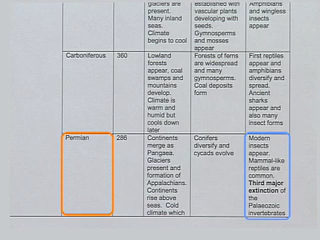 glaciers are
present.
Many inland
seas.
Climate
begins to cool
established with
vascular plants
developing with
seeds.
Gymnosperms
and mosses
appear
Amphibians
and wingless
insects
appear
Carboniferous
360
Lowland
forests
appear, coal
swamps and
mountains
develop.
Climate is
warm and
humid but
cools down
later
Forests of ferns
are widespread
and many
gymnosperms.
Coal deposits
form
First reptiles
appear and
amphibians
diversify and
spread.
Ancient
sharks appear
and also many
insect forms
Permian
286
Continents
merge as
Pangaea.
Glaciers
present and
formation of
Appalachians.
Continents
rise above
seas. Cold
climate which
Conifers
diversify and
cycads evolve
Modern
insects
appear.
Mammal-like
reptiles are
common.
Third major
extinction of
the
Palaeozoic
invertebrates